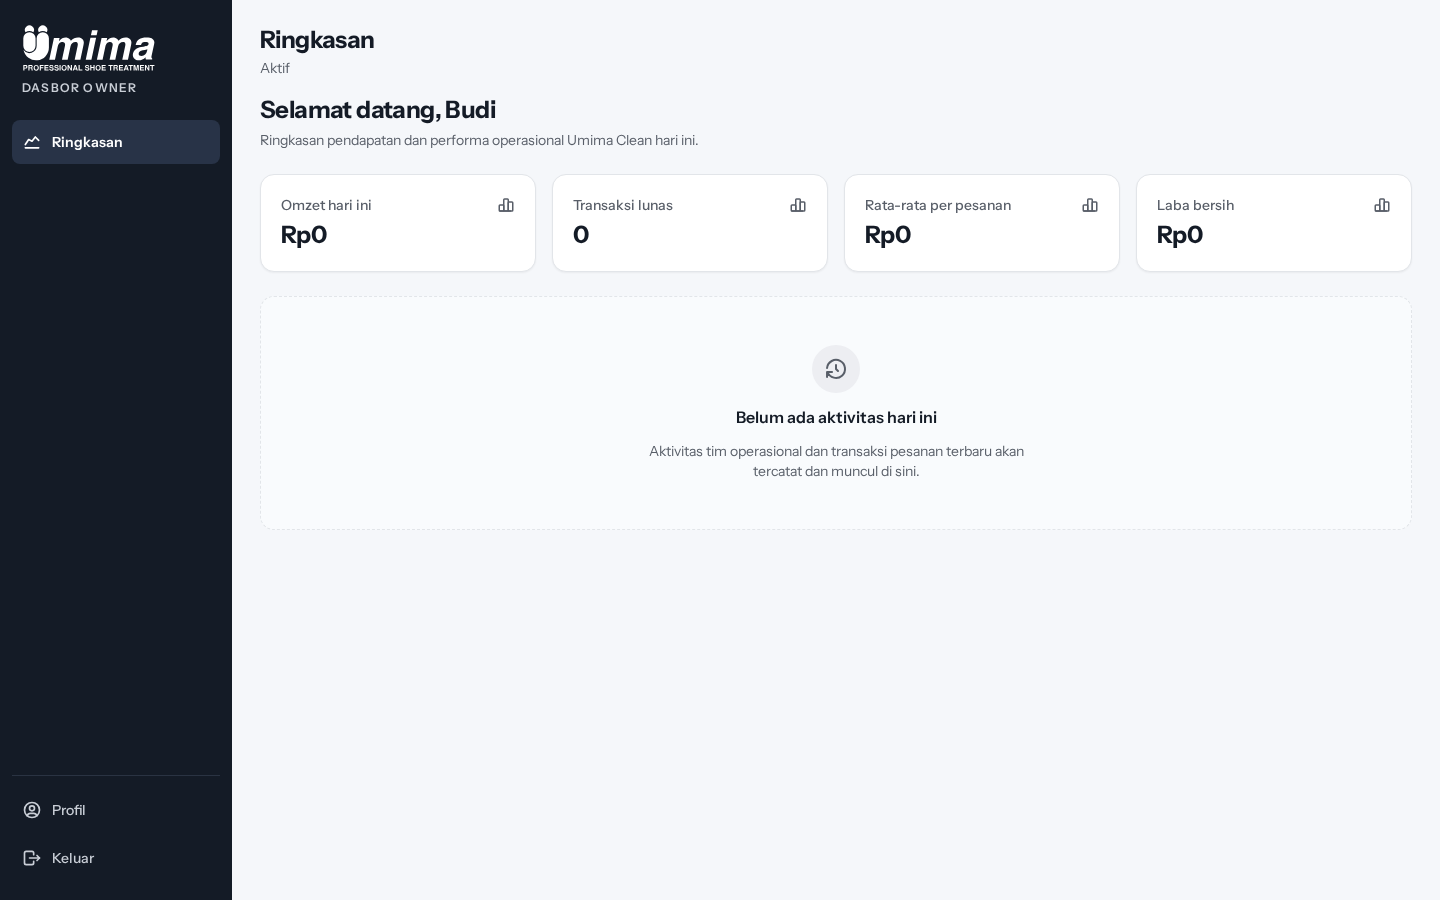 Ümima
PROFESSIONAL SHOE TREATMENT
DASBOR OWNER
Ringkasan
Profil
Keluar
Ringkasan
Aktif
Selamat datang, Budi
Ringkasan pendapatan dan performa operasional Umima Clean hari ini.
Omzet hari ini
Rp0
Transaksi lunas
0
Rata-rata per pesanan
Rp0
Laba bersih
Rp0
Belum ada aktivitas hari ini
Aktivitas tim operasional dan transaksi pesanan terbaru akan
tercatat dan muncul di sini.